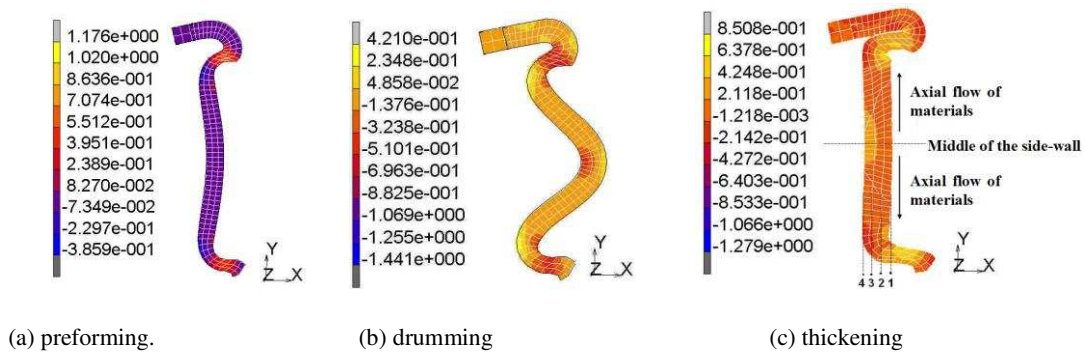 1.176e+000
1.020e+000
8.636e-001
7.074e-001
5.512e-001
3.951e-001
2.389e-001
8.270e-002
-7.349e-002
-2.297e-001
-3.859e-001
Y
Z X
4.210e-001
2.348e-001
4.858e-002
-1.376e-001
-3.238e-001
-5.101e-001
-6.963e-001
-8.825e-001
-1.069e+000
-1.255e+000
-1.441e+000
Y
Z X
8.508e-001
6.378e-001
4.248e-001
2.118e-001
-1.218e-003
-2.142e-001
-4.272e-001
-6.403e-001
-8.533e-001
-1.066e+000
-1.279e+000
Axial flow of
materials
Middle of the side-wall
Axial flow of
materials
Y
Z X
4 3 2 1
(a) preforming.
(b) drumming
(c) thickening